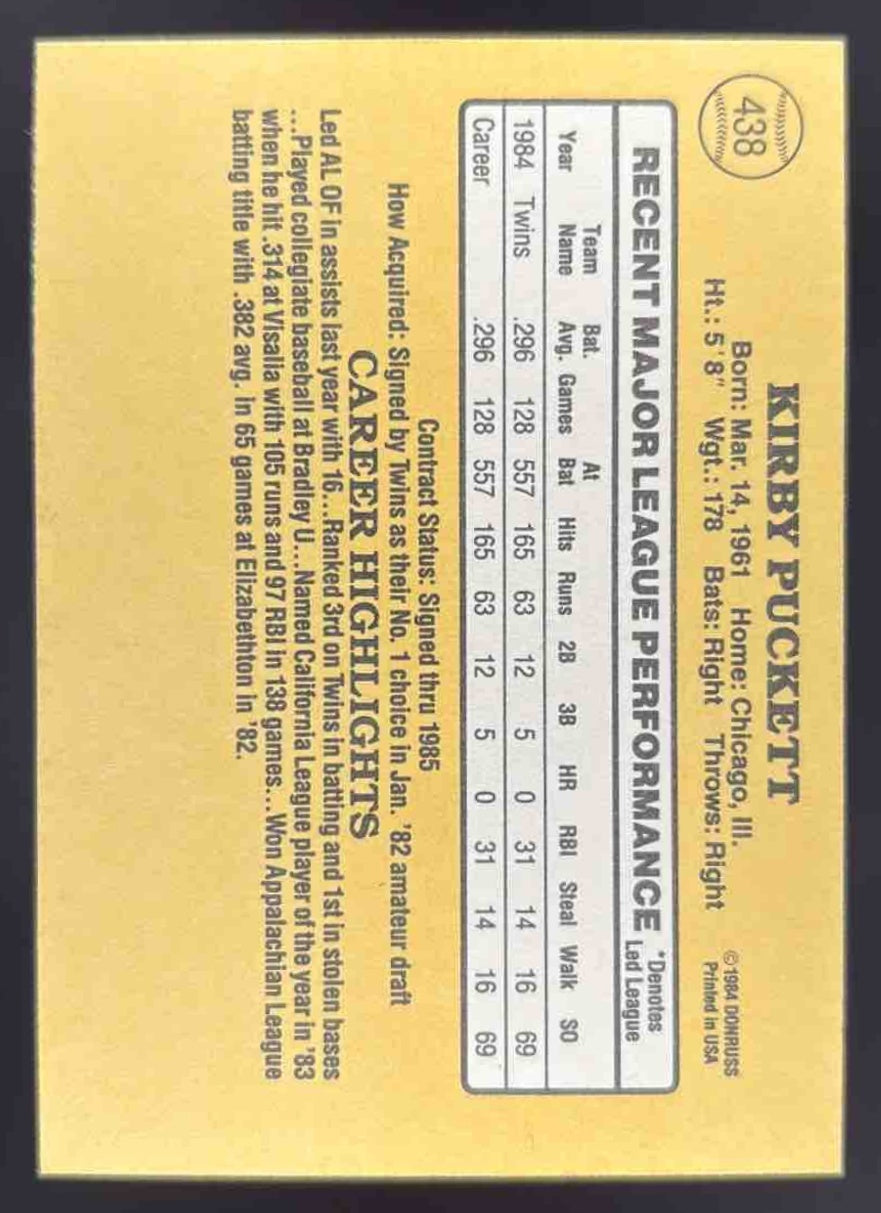 438
KIRBY PUCKETT
Born: Mar. 14, 1961 Home: Chicago, Ill.
Ht.: 5'8" Wgt.: 178 Bats: Right Throws: Right
©1984 DONRUSS
Printed in USA
RECENT MAJOR LEAGUE PERFORMANCE
*Denotes
Led League
Team Bat. At
Year Name Avg. Games Bat Hits Runs 2B 3B HR RBI Steal Walk SO
1984 Twins .296 128 557 165 63 12 5 0 31 14 16 69
Career .296 128 557 165 63 12 5 0 31 14 16 69
Contract Status: Signed thru 1985
How Acquired: Signed by Twins as their No. 1 choice in Jan. '82 amateur draft
CAREER HIGHLIGHTS
Led AL OF in assists last year with 16...Ranked 3rd on Twins in batting and 1st in stolen bases
...Played collegiate baseball at Bradley U...Named California League player of the year in '83
when he hit .314 at Visalia with 105 runs and 97 RBI in 138 games...Won Appalachian League
batting title with .382 avg. in 65 games at Elizabethton in '82.